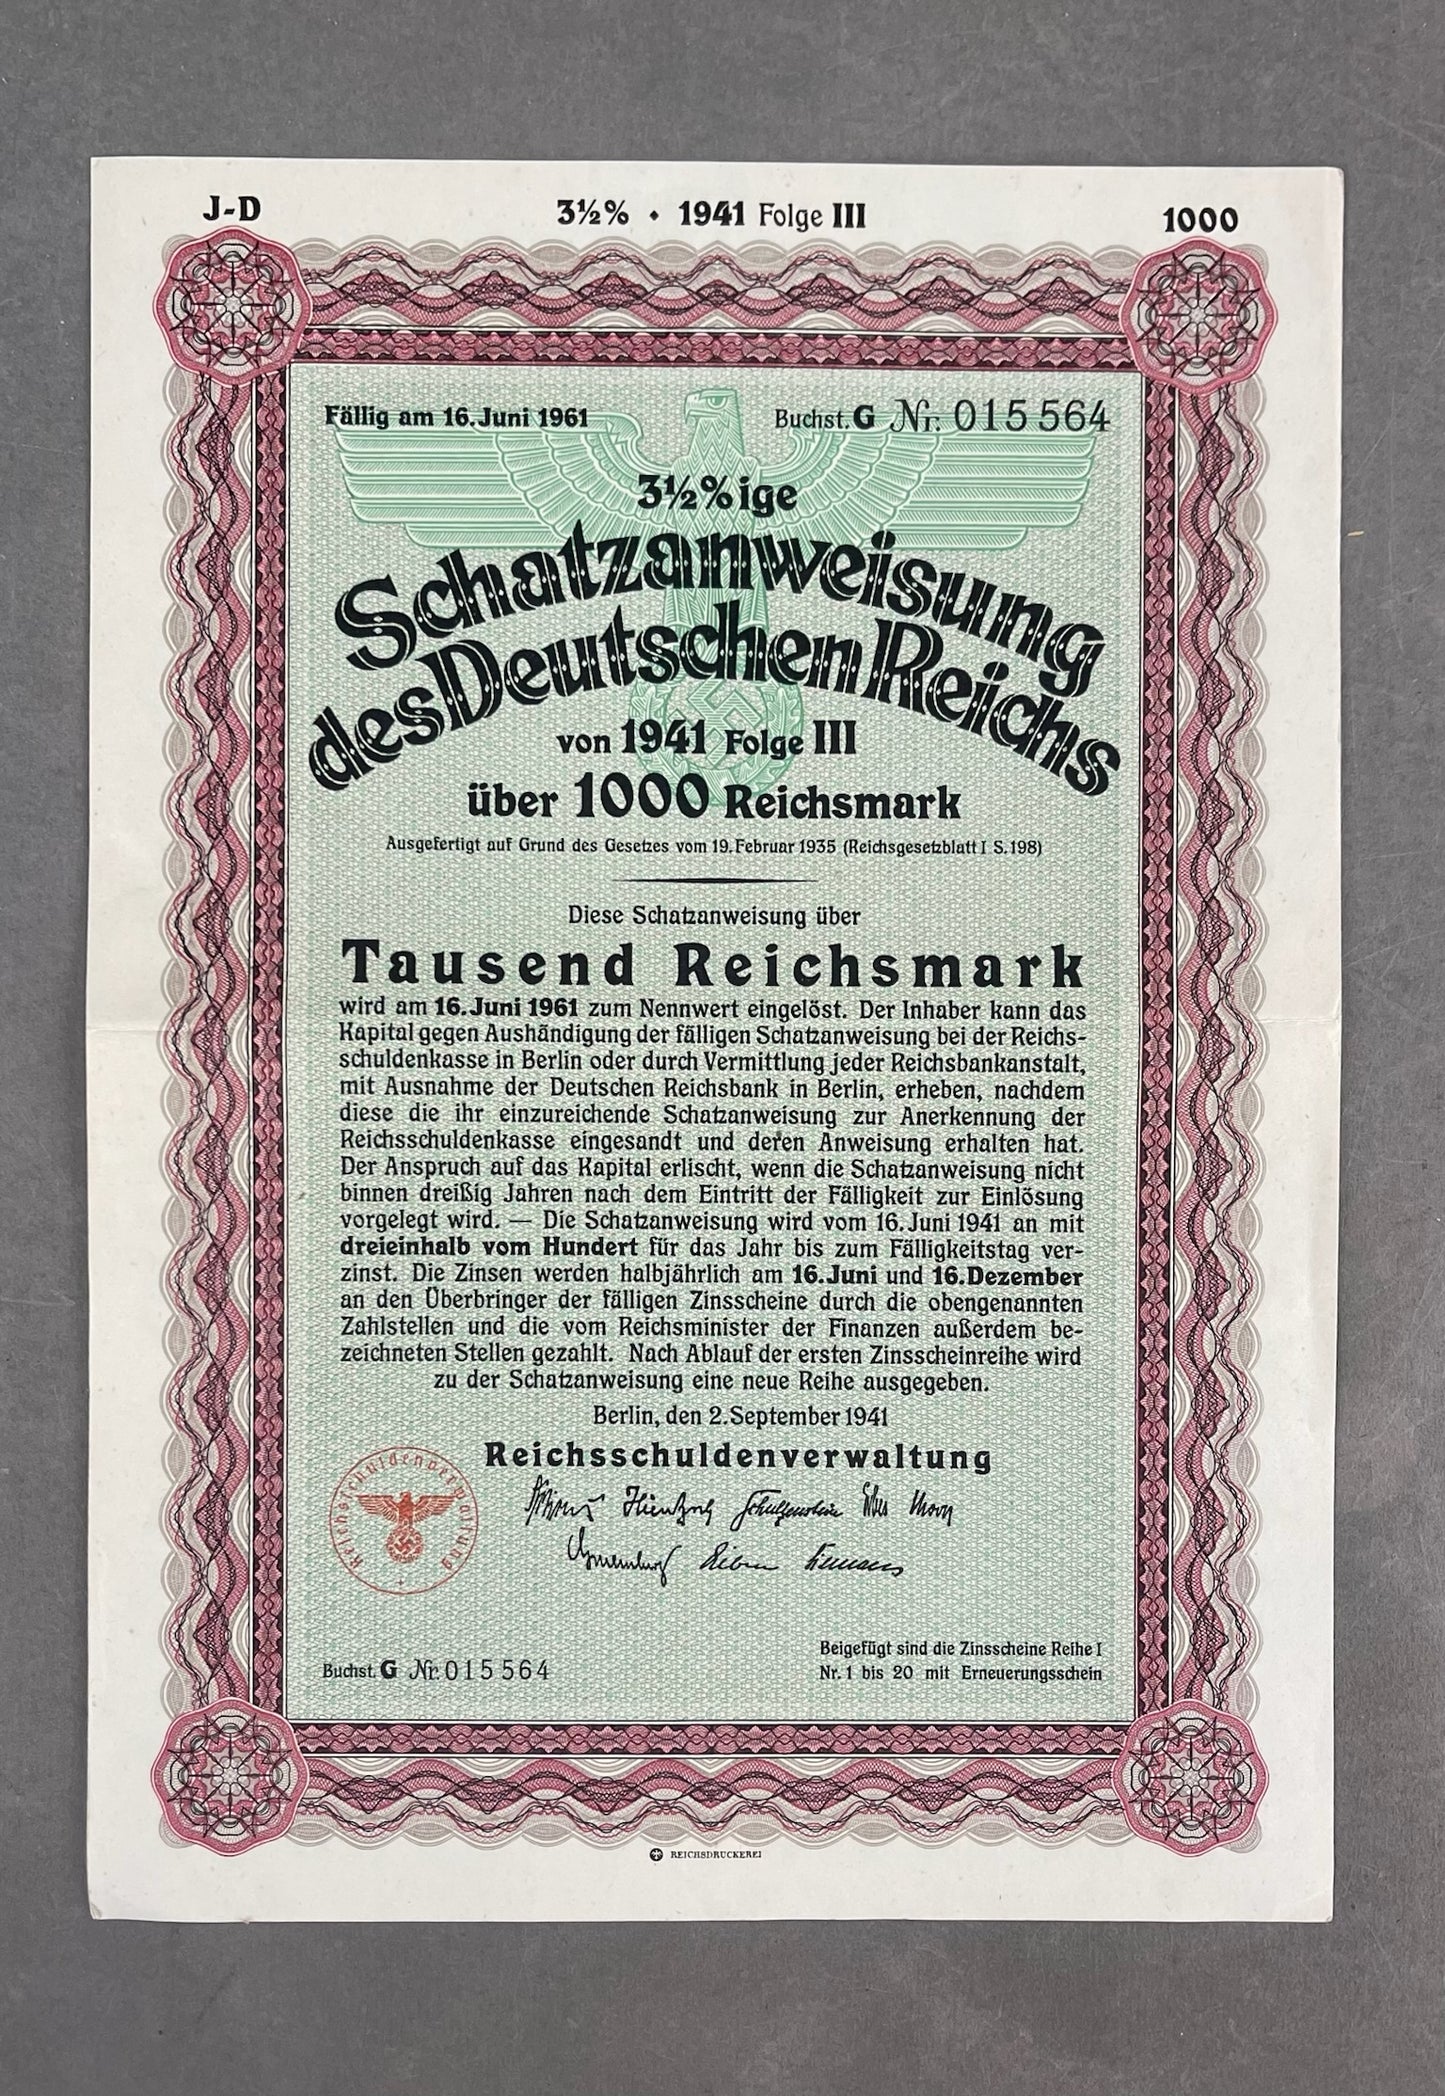 J-D 3½% • 1941 Folge III 1000
Fällig am 16. Juni 1961 Buchst. G Nr. 015564
3½%ige
Schatzanweisung
des Deutschen Reichs
von 1941 Folge III
über 1000 Reichsmark
Ausgefertigt auf Grund des Gesetzes vom 19. Februar 1935 (Reichsgesetzblatt I S. 198)
Diese Schatzanweisung über
Tausend Reichsmark
wird am 16. Juni 1961 zum Nennwert eingelöst. Der Inhaber kann das
Kapital gegen Aushändigung der fälligen Schatzanweisung bei der Reichs-
schuldenkasse in Berlin oder durch Vermittlung jeder Reichsbankanstalt,
mit Ausnahme der Deutschen Reichsbank in Berlin, erheben, nachdem
diese die ihr einzureichende Schatzanweisung zur Anerkennung der
Reichsschuldenkasse eingesandt und deren Anweisung erhalten hat.
Der Anspruch auf das Kapital erlischt, wenn die Schatzanweisung nicht
binnen dreißig Jahren nach dem Eintritt der Fälligkeit zur Einlösung
vorgelegt wird. — Die Schatzanweisung wird vom 16. Juni 1941 an mit
dreieinhalb vom Hundert für das Jahr bis zum Fälligkeitstag ver-
zinst. Die Zinsen werden halbjährlich am 16. Juni und 16. Dezember
an den Überbringer der fälligen Zinsscheine durch die obengenannten
Zahlstellen und die vom Reichsminister der Finanzen außerdem be-
zeichneten Stellen gezahlt. Nach Ablauf der ersten Zinsscheinreihe wird
zu der Schatzanweisung eine neue Reihe ausgegeben.
Berlin, den 2. September 1941
Reichsschuldenverwaltung
Reichsschuldenverwaltung
Beigefügt sind die Zinsscheine Reihe I
Nr. 1 bis 20 mit Erneuerungsschein
Buchst. G Nr. 015564
REICHSDRUCKEREI